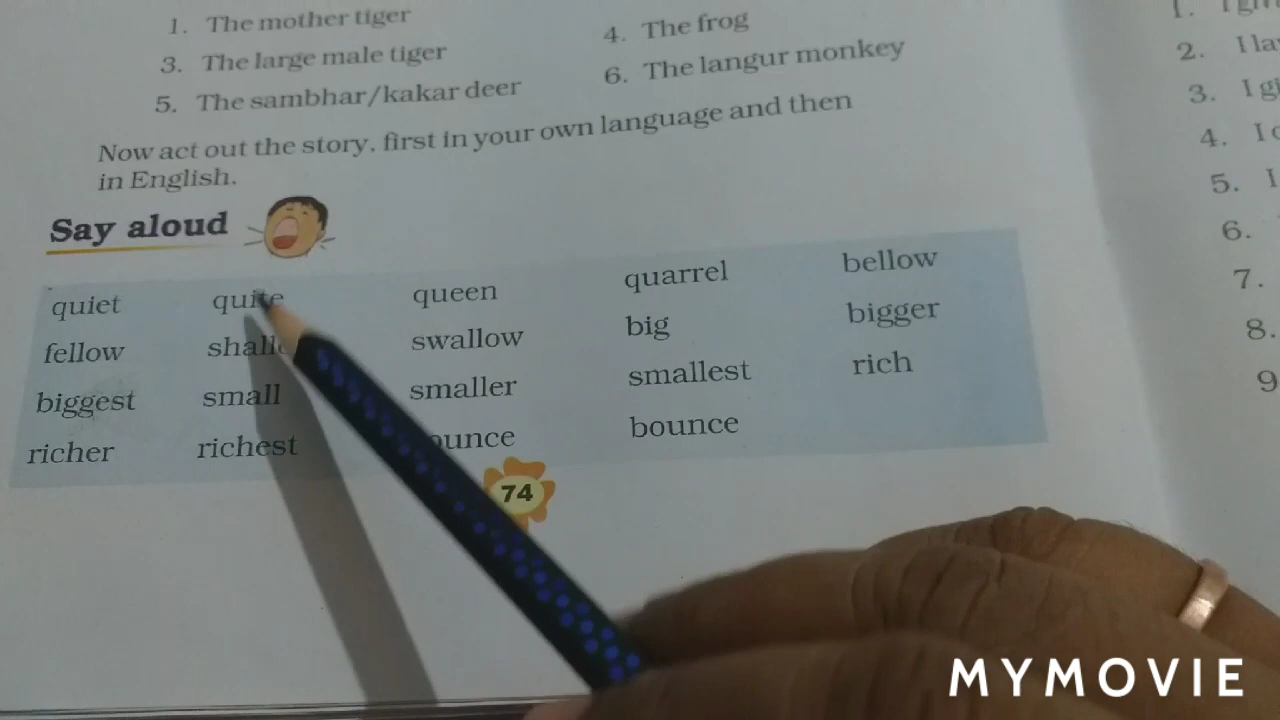 1. The mother tiger
4. The frog
3. The large male tiger
6. The langur monkey
5. The sambhar/kakar deer
Now act out the story, first in your own language and then
in English.
Say aloud
quiet quite queen quarrel bellow
fellow swallow big bigger
biggest small smaller smallest rich
richer richest bounce
74
1.
2. I
3. I
4. I
5. I
6.
7.
8.
9
MYMOVIE